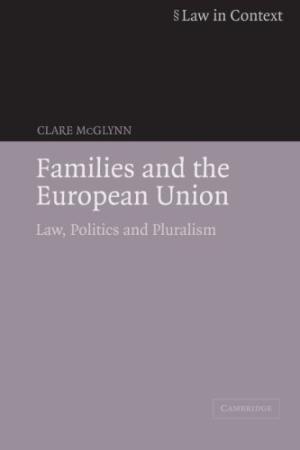 § Law in Context
CLARE McGLYNN
Families and the
European Union
Law, Politics and Pluralism
CAMBRIDGE